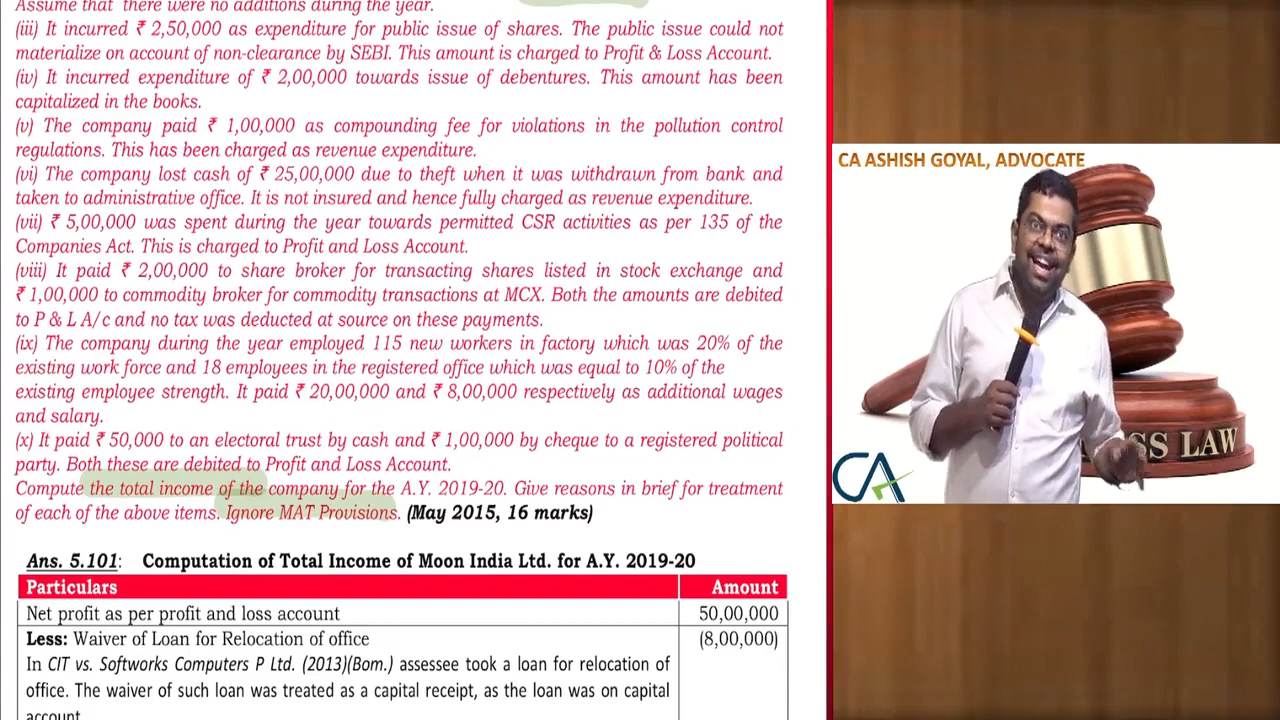 Assume that there were no additions during the year.
(iii) It incurred ₹ 2,50,000 as expenditure for public issue of shares. The public issue could not
materialize on account of non-clearance by SEBI. This amount is charged to Profit & Loss Account.
(iv) It incurred expenditure of ₹ 2,00,000 towards issue of debentures. This amount has been
capitalized in the books.
(v) The company paid ₹ 1,00,000 as compounding fee for violations in the pollution control
regulations. This has been charged as revenue expenditure.
(vi) The company lost cash of ₹ 25,00,000 due to theft when it was withdrawn from bank and
taken to administrative office. It is not insured and hence fully charged as revenue expenditure.
(vii) ₹ 5,00,000 was spent during the year towards permitted CSR activities as per 135 of the
Companies Act. This is charged to Profit and Loss Account.
(viii) It paid ₹ 2,00,000 to share broker for transacting shares listed in stock exchange and
₹ 1,00,000 to commodity broker for commodity transactions at MCX. Both the amounts are debited
to P & L A/c and no tax was deducted at source on these payments.
(ix) The company during the year employed 115 new workers in factory which was 20% of the
existing work force and 18 employees in the registered office which was equal to 10% of the
existing employee strength. It paid ₹ 20,00,000 and ₹ 8,00,000 respectively as additional wages
and salary.
(x) It paid ₹ 50,000 to an electoral trust by cash and ₹ 1,00,000 by cheque to a registered political
party. Both these are debited to Profit and Loss Account.
Compute the total income of the company for the A.Y. 2019-20. Give reasons in brief for treatment
of each of the above items. Ignore MAT Provisions. (May 2015, 16 marks)
Ans. 5.101: Computation of Total Income of Moon India Ltd. for A.Y. 2019-20
Particulars Amount
Net profit as per profit and loss account 50,00,000
Less: Waiver of Loan for Relocation of office (8,00,000)
In CIT vs. Softworks Computers P Ltd. (2013)(Bom.) assessee took a loan for relocation of
office. The waiver of such loan was treated as a capital receipt, as the loan was on capital
account.
CA ASHISH GOYAL, ADVOCATE
SS LAW
CA